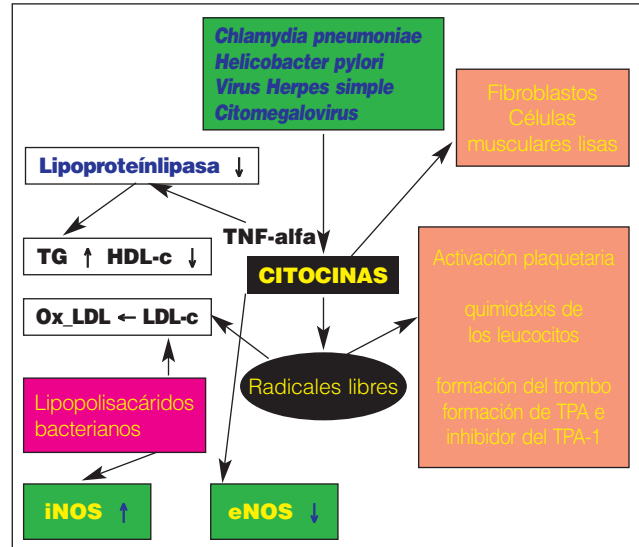 Chlamydia pneumoniae
Helicobacter pylori
Virus Herpes simple
Citomegalovirus
Fibroblastos
Células
musculares lisas
Lipoproteínlipasa ↓
TNF-alfa
TG ↑ HDL-c ↓
CITOCINAS
Activación plaquetaria
quimiotáxis de
los leucocitos
formación del trombo
formación de TPA e
inhibidor del TPA-1
Ox_LDL ← LDL-c
Radicales libres
Lipopolisacáridos
bacterianos
iNOS ↑
eNOS ↓